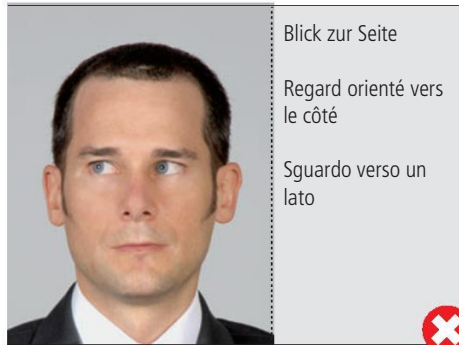 Blick zur Seite
Regard orienté vers
le côté
Sguardo verso un
lato